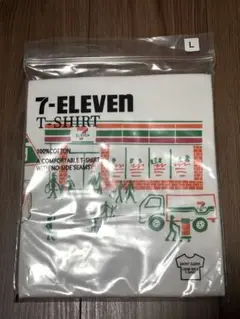 L
7-ELEVEn
T-SHIRT
100%COTTON
A COMFORTABLE T-SHIRT
WITH NO SIDE SEAMS